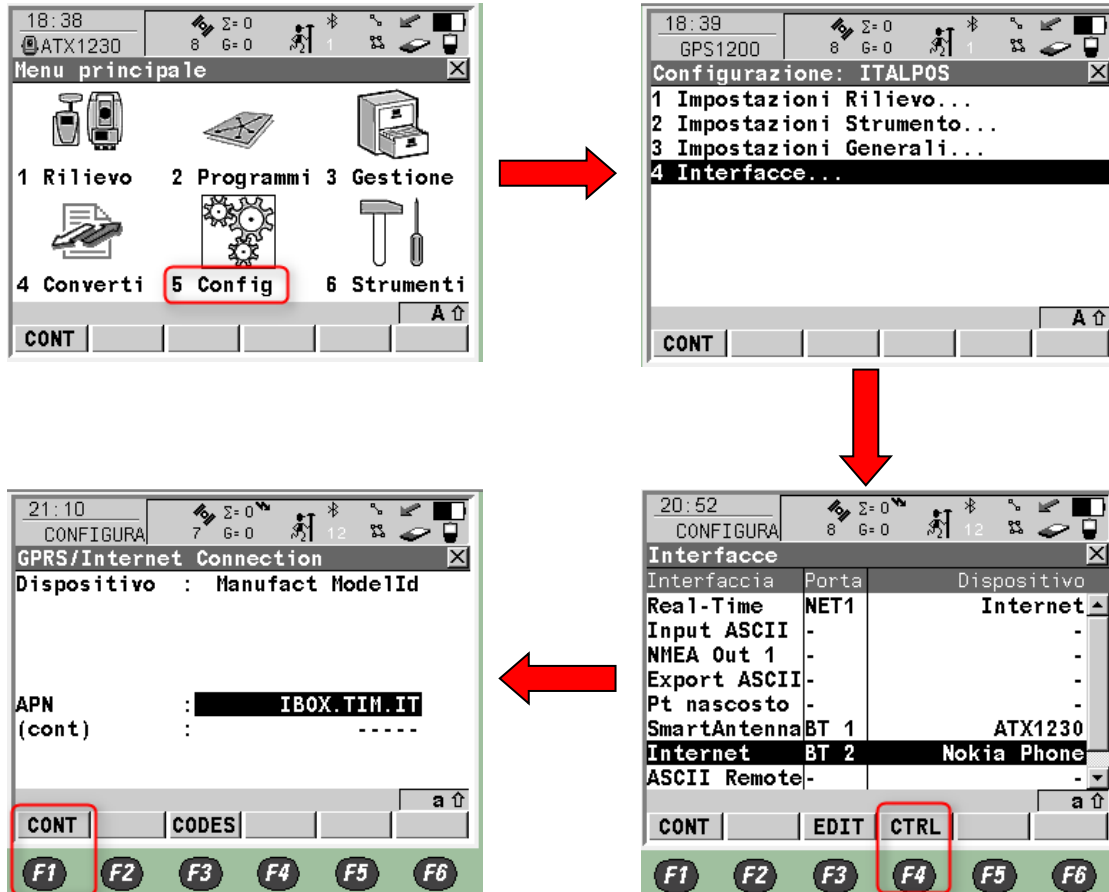 18:38
ATX1230
Σ= 0
8 G= 0
1
Menu principale
1 Rilievo 2 Programmi 3 Gestione
4 Converti 5 Config 6 Strumenti
A
CONT
18:39
GPS1200
Σ= 0
8 G= 0
1
Configurazione: ITALPOS
1 Impostazioni Rilievo...
2 Impostazioni Strumento...
3 Impostazioni Generali...
4 Interfacce...
A
CONT
20:52
CONFIGURA
Σ= 0
8 G= 0
12
Interfacce
Interfaccia Porta Dispositivo
Real-Time NET1 Internet
Input ASCII - -
NMEA Out 1 - -
Export ASCII - -
Pt nascosto - -
SmartAntenna BT 1 ATX1230
Internet BT 2 Nokia Phone
ASCII Remote - -
a
CONT EDIT CTRL
F1 F2 F3 F4 F5 F6
21:10
CONFIGURA
Σ= 0
7 G= 0
12
GPRS/Internet Connection
Dispositivo : Manufact ModelId
APN : IBOX.TIM.IT
(cont) : -----
a
CONT CODES
F1 F2 F3 F4 F5 F6